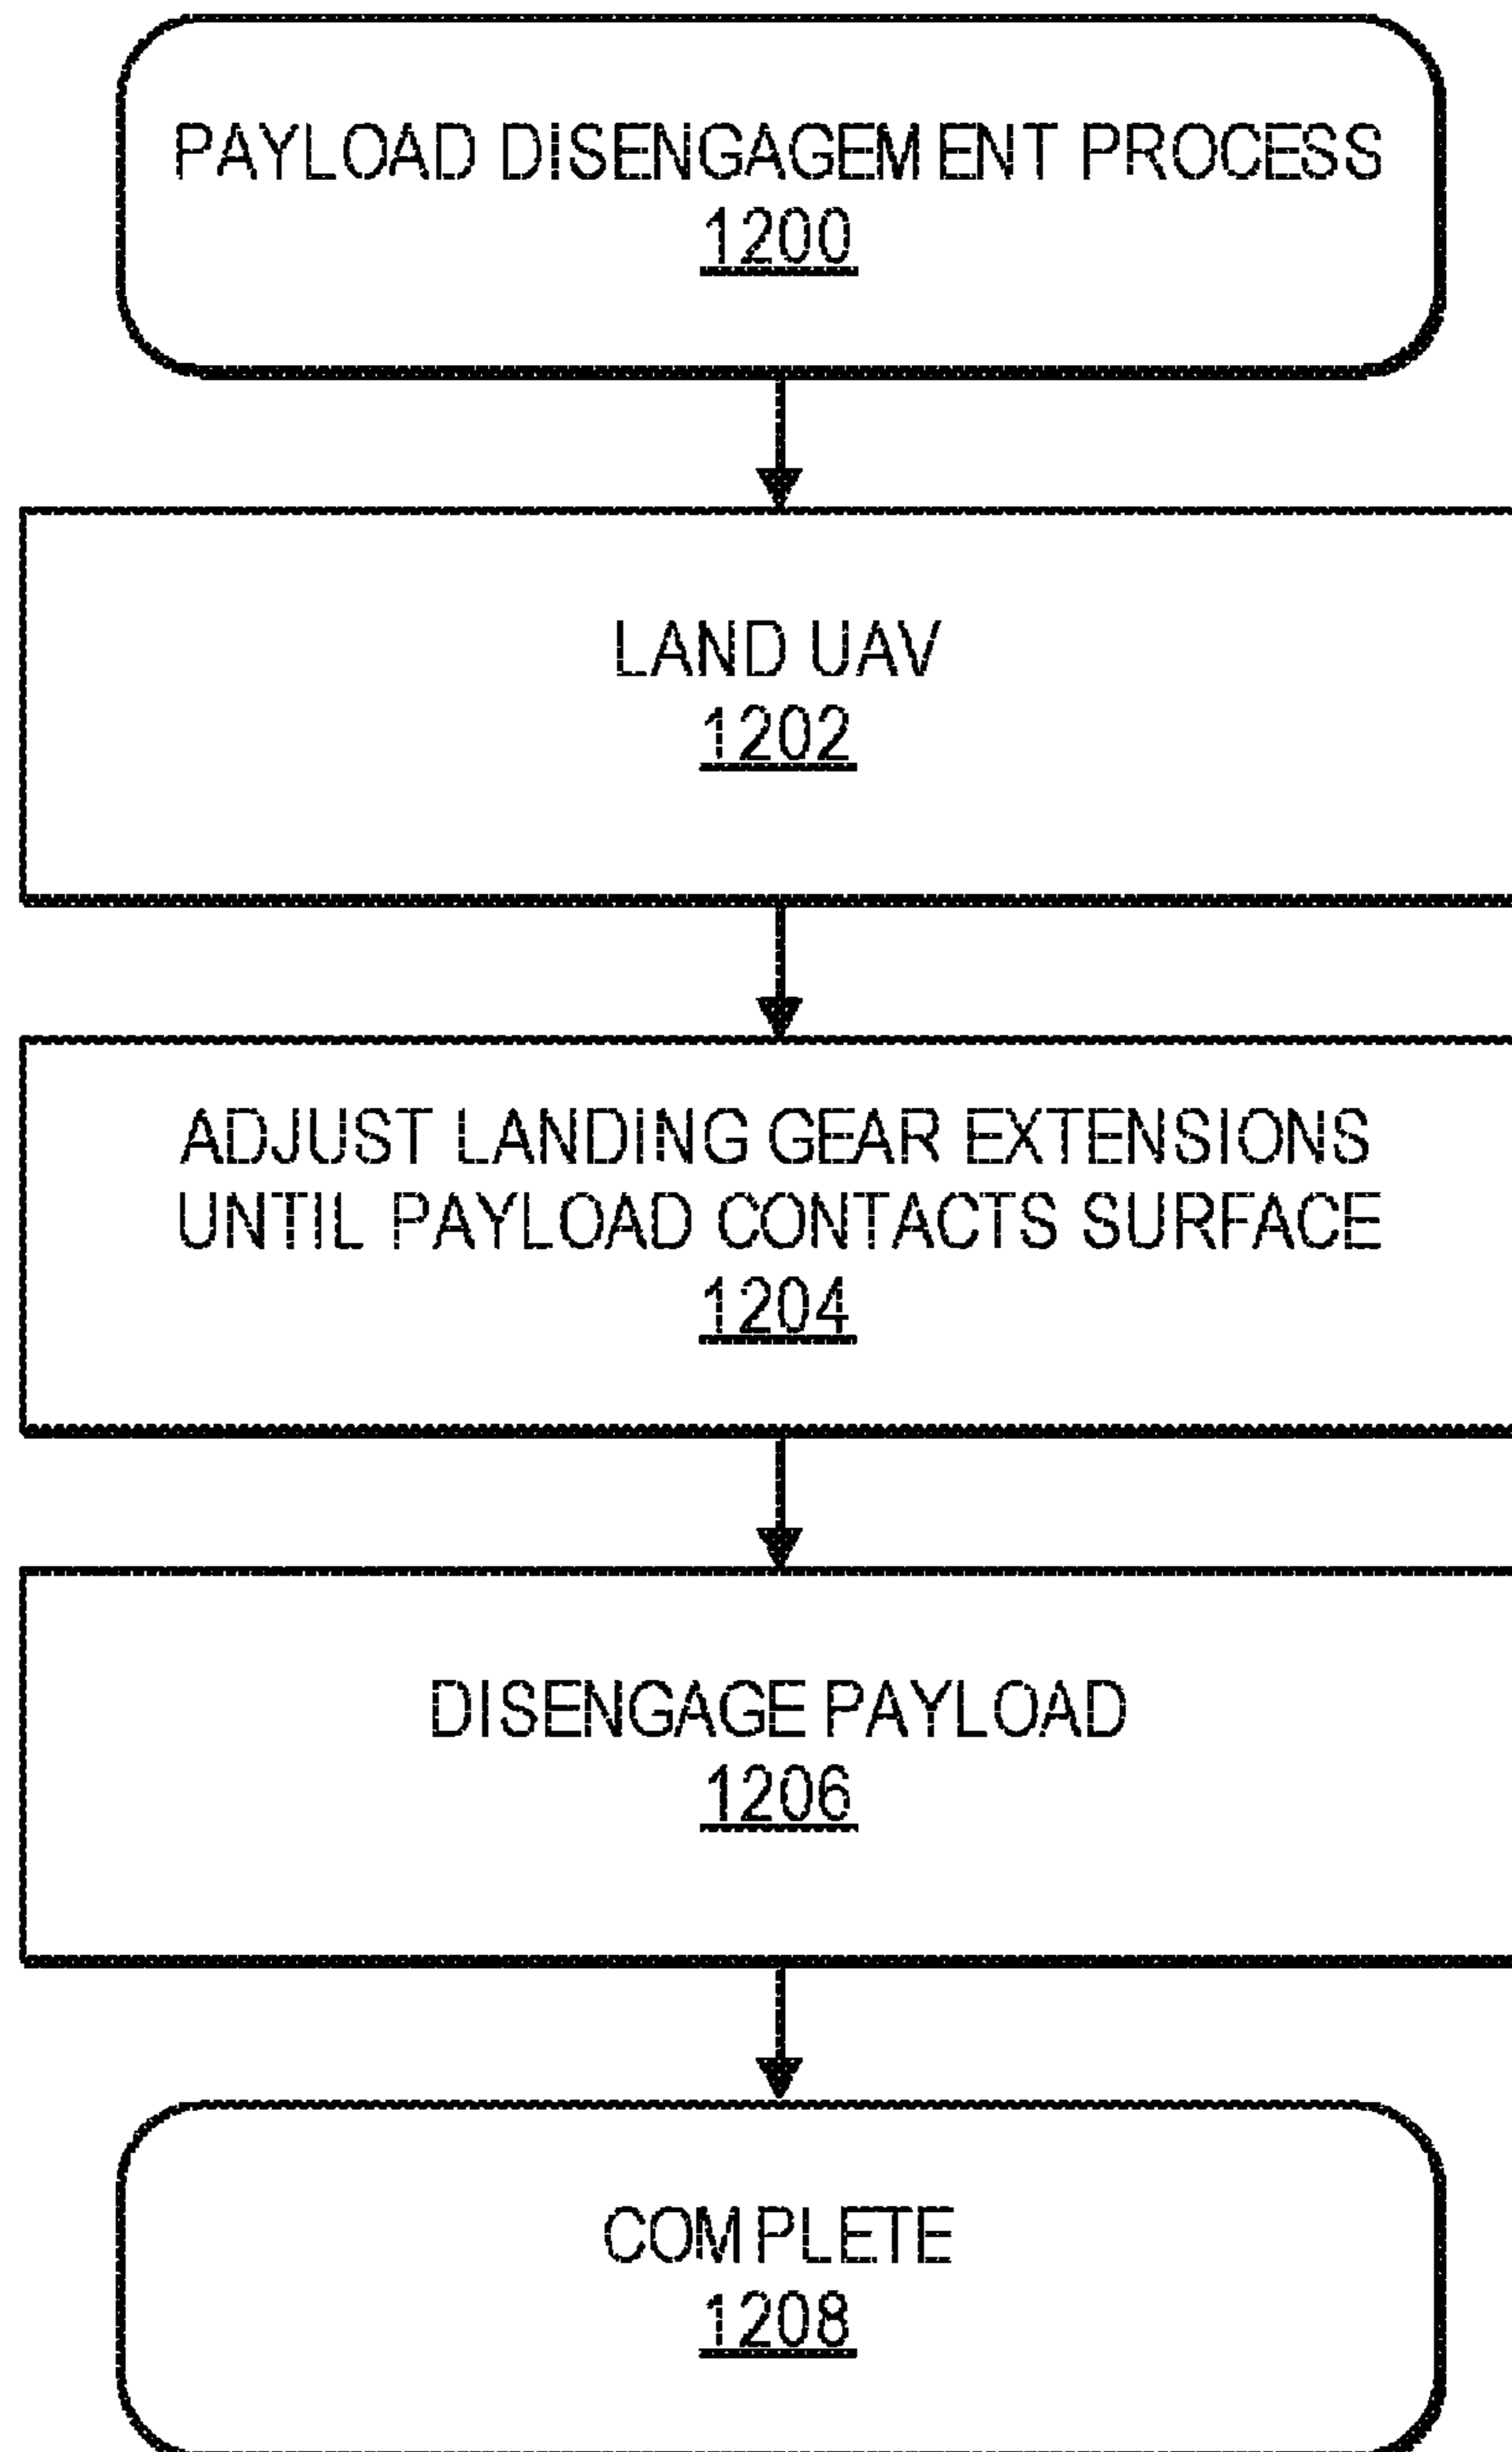 PAYLOAD DISENGAGEMENT PROCESS
1200
LAND UAV
1202
ADJUST LANDING GEAR EXTENSIONS
UNTIL PAYLOAD CONTACTS SURFACE
1204
DISENGAGE PAYLOAD
1206
COMPLETE
1208